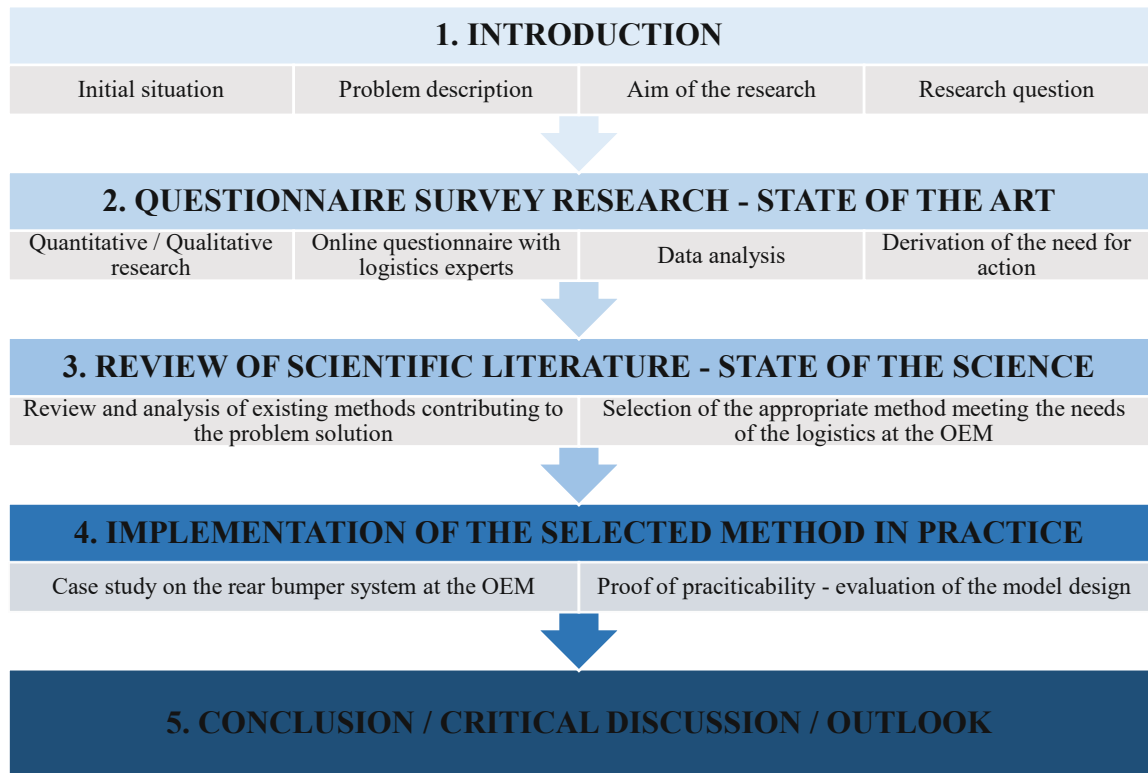 1. INTRODUCTION
Initial situation
Problem description
Aim of the research
Research question
2. QUESTIONNAIRE SURVEY RESEARCH - STATE OF THE ART
Quantitative / Qualitative
research
Online questionnaire with
logistics experts
Data analysis
Derivation of the need for
action
3. REVIEW OF SCIENTIFIC LITERATURE - STATE OF THE SCIENCE
Review and analysis of existing methods contributing to
the problem solution
Selection of the appropriate method meeting the needs
of the logistics at the OEM
4. IMPLEMENTATION OF THE SELECTED METHOD IN PRACTICE
Case study on the rear bumper system at the OEM
Proof of praciticability - evaluation of the model design
5. CONCLUSION / CRITICAL DISCUSSION / OUTLOOK